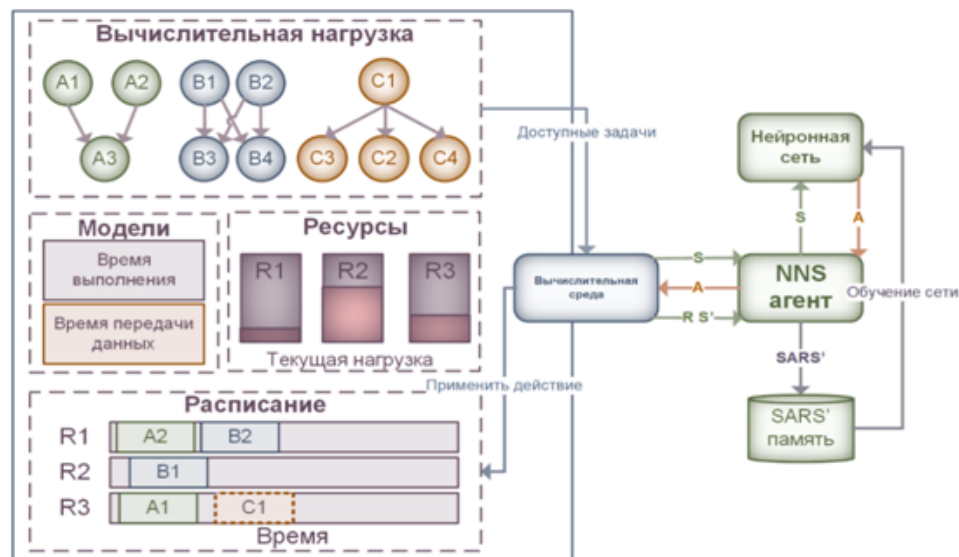 Вычислительная нагрузка
A1
A2
A3
B1
B2
B3
B4
C1
C3
C2
C4
Доступные задачи
Модели
Время
выполнения
Время передачи
данных
Ресурсы
R1
R2
R3
Текущая нагрузка
Вычислительная
среда
S
A
R S'
Нейронная
сеть
S
A
NNS
агент
Обучение сети
SARS'
SARS'
память
Применить действие
Расписание
R1
A2
B2
R2
B1
R3
A1
C1
Время